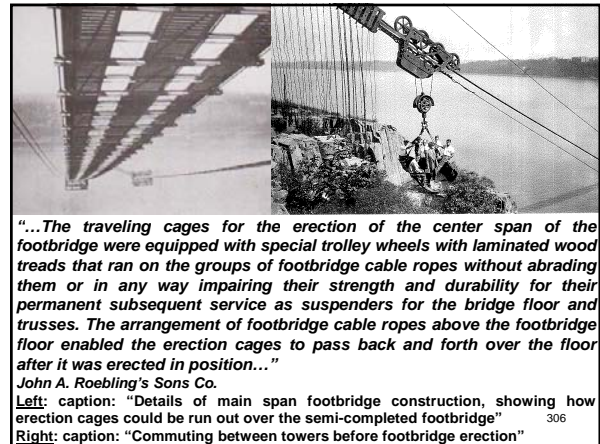 “…The traveling cages for the erection of the center span of the
footbridge were equipped with special trolley wheels with laminated wood
treads that ran on the groups of footbridge cable ropes without abrading
them or in any way impairing their strength and durability for their
permanent subsequent service as suspenders for the bridge floor and
trusses. The arrangement of footbridge cable ropes above the footbridge
floor enabled the erection cages to pass back and forth over the floor
after it was erected in position…”
John A. Roebling’s Sons Co.
Left: caption: “Details of main span footbridge construction, showing how
erection cages could be run out over the semi-completed footbridge”
306
Right: caption: “Commuting between towers before footbridge erection”